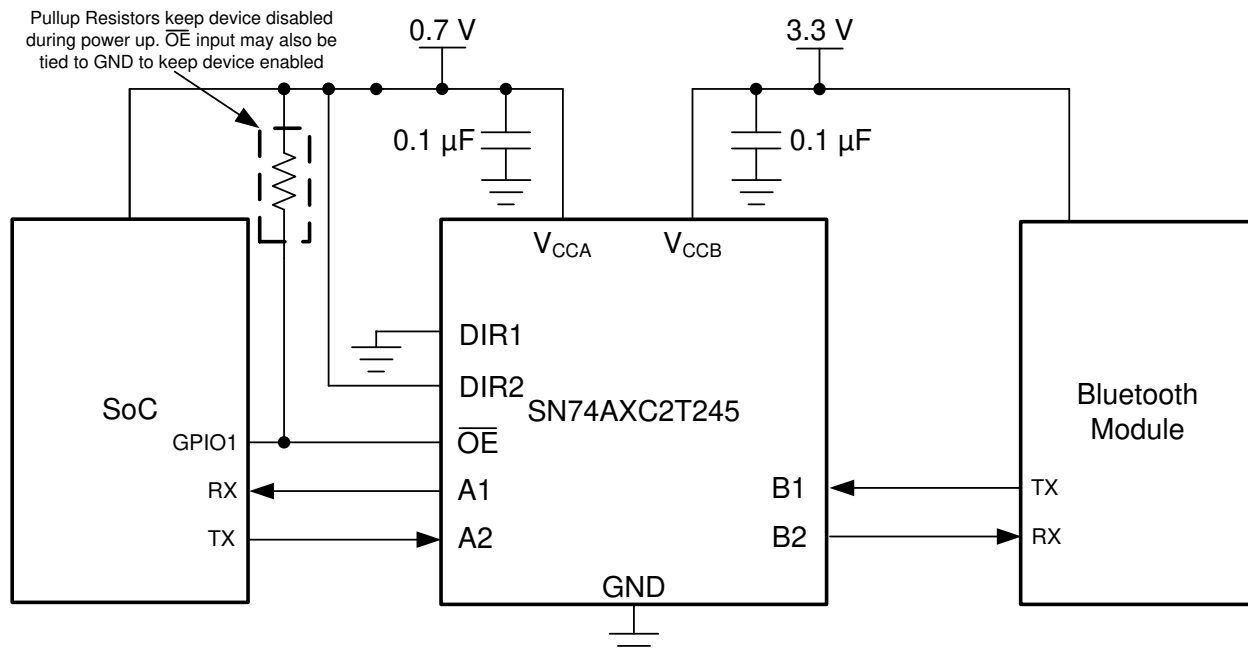 Pullup Resistors keep device disabled
during power up. OE input may also be
tied to GND to keep device enabled
0.7 V
3.3 V
0.1 µF
0.1 µF
VCCA
VCCB
DIR1
DIR2
SoC
SN74AXC2T245
Bluetooth
Module
GPIO1
OE
RX
A1
B1
TX
TX
A2
B2
RX
GND